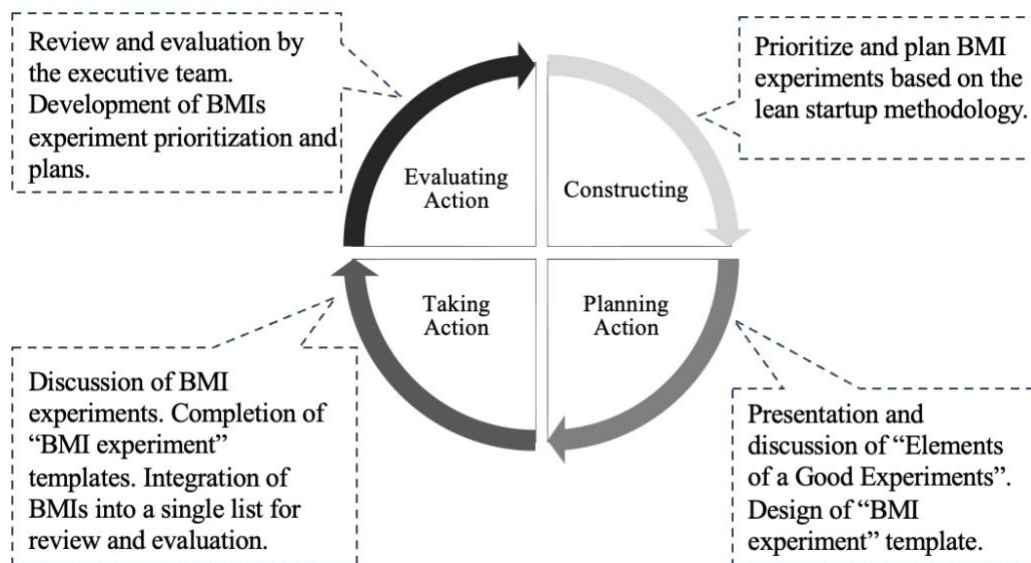 Review and evaluation by
the executive team.
Development of BMIs
experiment prioritization and
plans.
Prioritize and plan BMI
experiments based on the
lean startup methodology.
Evaluating
Action
Constructing
Taking
Action
Planning
Action
Discussion of BMI
experiments. Completion of
“BMI experiment”
templates. Integration of
BMIs into a single list for
review and evaluation.
Presentation and
discussion of “Elements
of a Good Experiments”.
Design of “BMI
experiment” template.